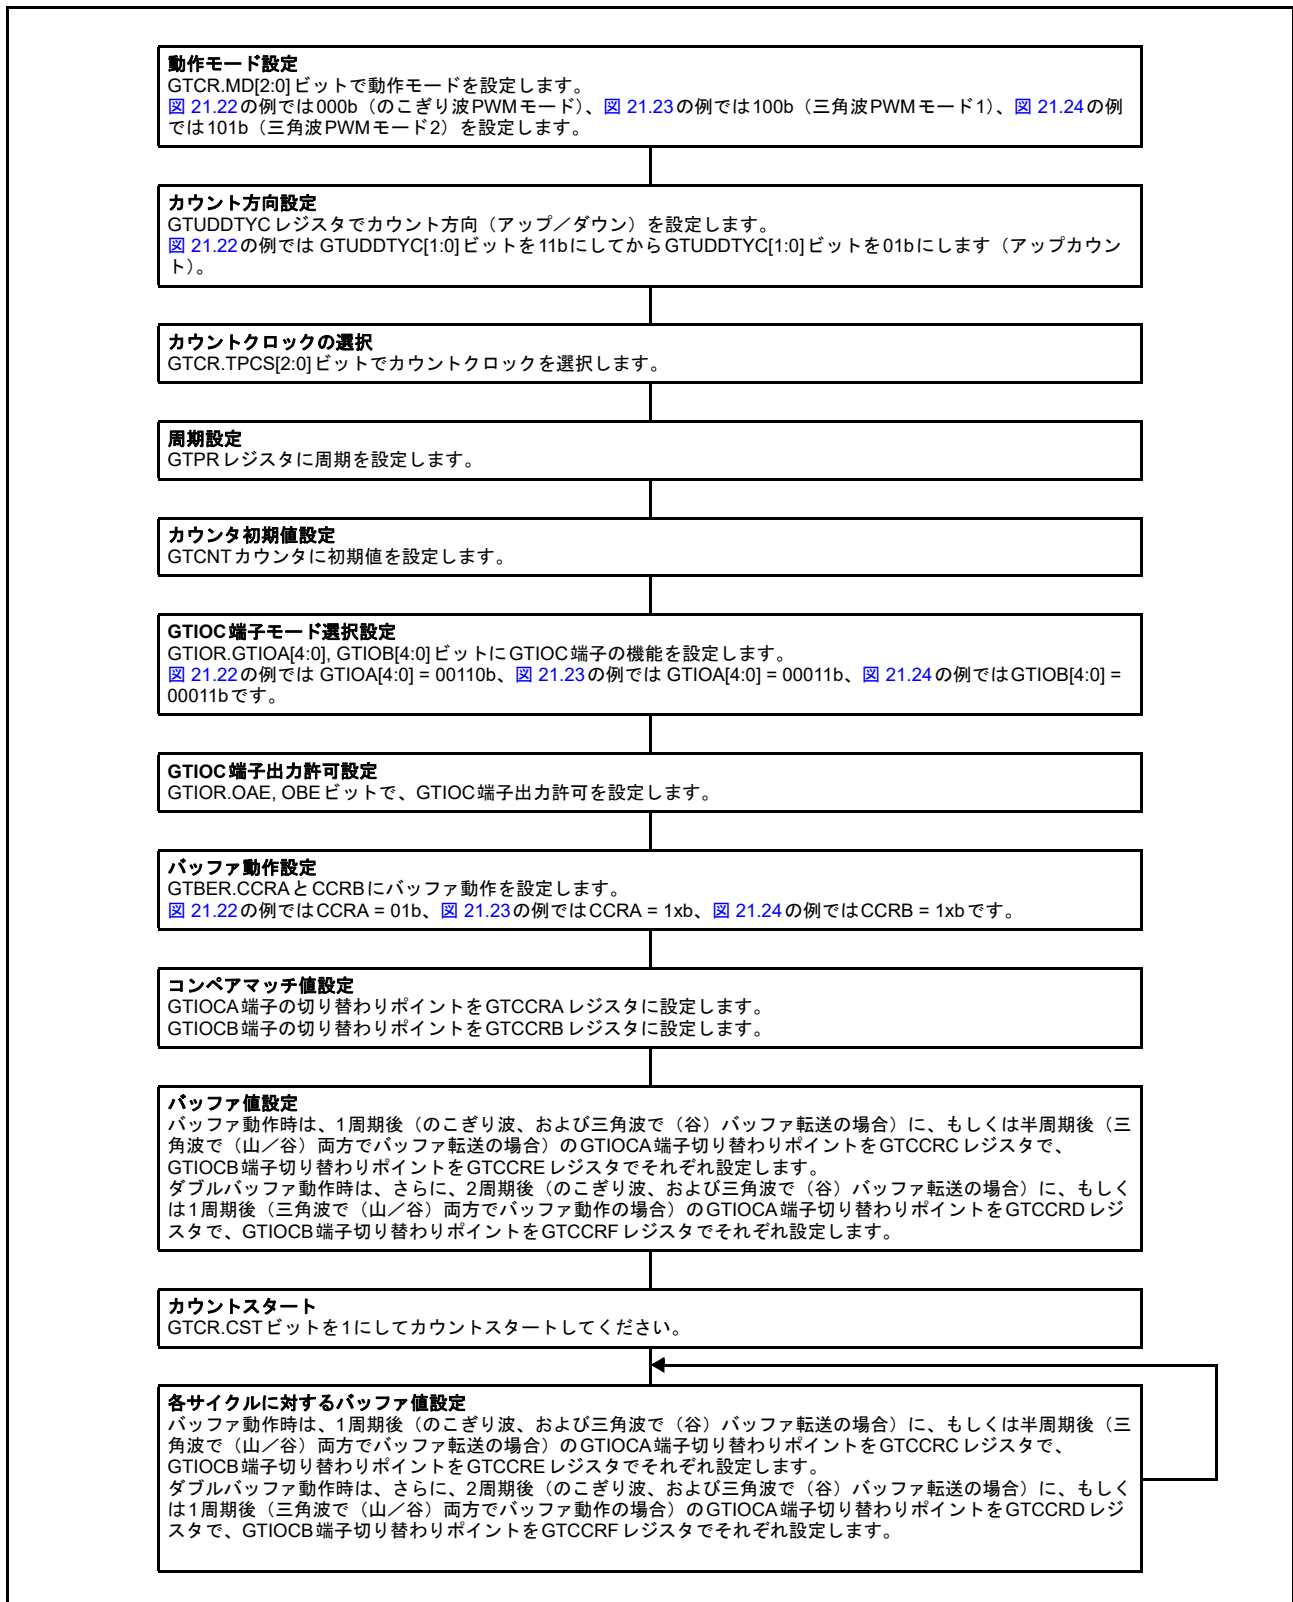 動作モード設定
GTCR.MD[2:0]ビットで動作モードを設定します。
図 21.22の例では000b（のこぎり波PWMモード）、図 21.23の例では100b（三角波PWMモード1）、図 21.24の例
では101b（三角波PWMモード2）を設定します。
カウント方向設定
GTUDDTYCレジスタでカウント方向（アップ／ダウン）を設定します。
図 21.22の例では GTUDDTYC[1:0]ビットを11bにしてからGTUDDTYC[1:0]ビットを01bにします（アップカウン
ト）。
カウントクロックの選択
GTCR.TPCS[2:0]ビットでカウントクロックを選択します。
周期設定
GTPRレジスタに周期を設定します。
カウンタ初期値設定
GTCNTカウンタに初期値を設定します。
GTIOC端子モード選択設定
GTIOR.GTIOA[4:0], GTIOB[4:0]ビットにGTIOC端子の機能を設定します。
図 21.22の例では GTIOA[4:0] = 00110b、図 21.23の例では GTIOA[4:0] = 00011b、図 21.24の例ではGTIOB[4:0] =
00011bです。
GTIOC端子出力許可設定
GTIOR.OAE, OBEビットで、GTIOC端子出力許可を設定します。
バッファ動作設定
GTBER.CCRAとCCRBにバッファ動作を設定します。
図 21.22の例ではCCRA = 01b、図 21.23の例ではCCRA = 1xb、図 21.24の例ではCCRB = 1xbです。
コンペアマッチ値設定
GTIOCA端子の切り替わりポイントをGTCCRAレジスタに設定します。
GTIOCB端子の切り替わりポイントをGTCCRBレジスタに設定します。
バッファ値設定
バッファ動作時は、1周期後（のこぎり波、および三角波で（谷）バッファ転送の場合）に、もしくは半周期後（三
角波で（山／谷）両方でバッファ転送の場合）のGTIOCA端子切り替わりポイントをGTCCRCレジスタで、
GTIOCB端子切り替わりポイントをGTCCREレジスタでそれぞれ設定します。
ダブルバッファ動作時は、さらに、2周期後（のこぎり波、および三角波で（谷）バッファ転送の場合）に、もしく
は1周期後（三角波で（山／谷）両方でバッファ動作の場合）のGTIOCA端子切り替わりポイントをGTCCRDレジ
スタで、GTIOCB端子切り替わりポイントをGTCCRFレジスタでそれぞれ設定します。
カウントスタート
GTCR.CSTビットを1にしてカウントスタートしてください。
各サイクルに対するバッファ値設定
バッファ動作時は、1周期後（のこぎり波、および三角波で（谷）バッファ転送の場合）に、もしくは半周期後（三
角波で（山／谷）両方でバッファ転送の場合）のGTIOCA端子切り替わりポイントをGTCCRCレジスタで、
GTIOCB端子切り替わりポイントをGTCCREレジスタでそれぞれ設定します。
ダブルバッファ動作時は、さらに、2周期後（のこぎり波、および三角波で（谷）バッファ転送の場合）に、もしく
は1周期後（三角波で（山／谷）両方でバッファ動作の場合）のGTIOCA端子切り替わりポイントをGTCCRDレジ
スタで、GTIOCB端子切り替わりポイントをGTCCRFレジスタでそれぞれ設定します。